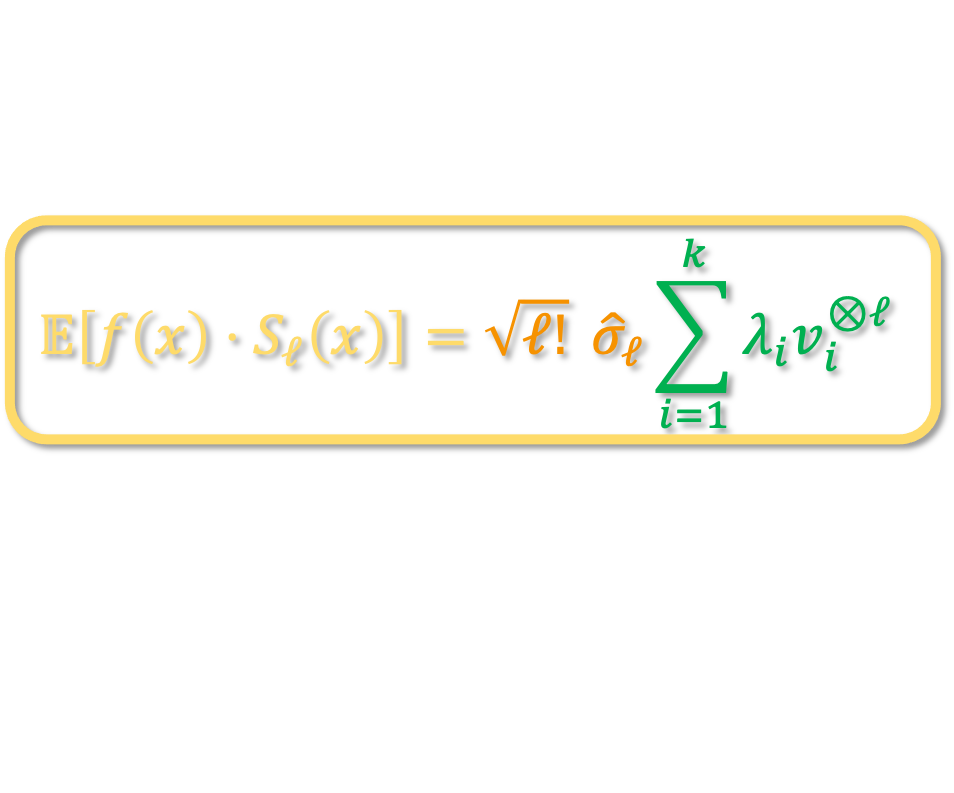 𝔼[f(x) · S_ℓ(x)] = √ℓ! σ̂_ℓ ∑_{i=1}^{k} λ_i v_i^{⊗ℓ}